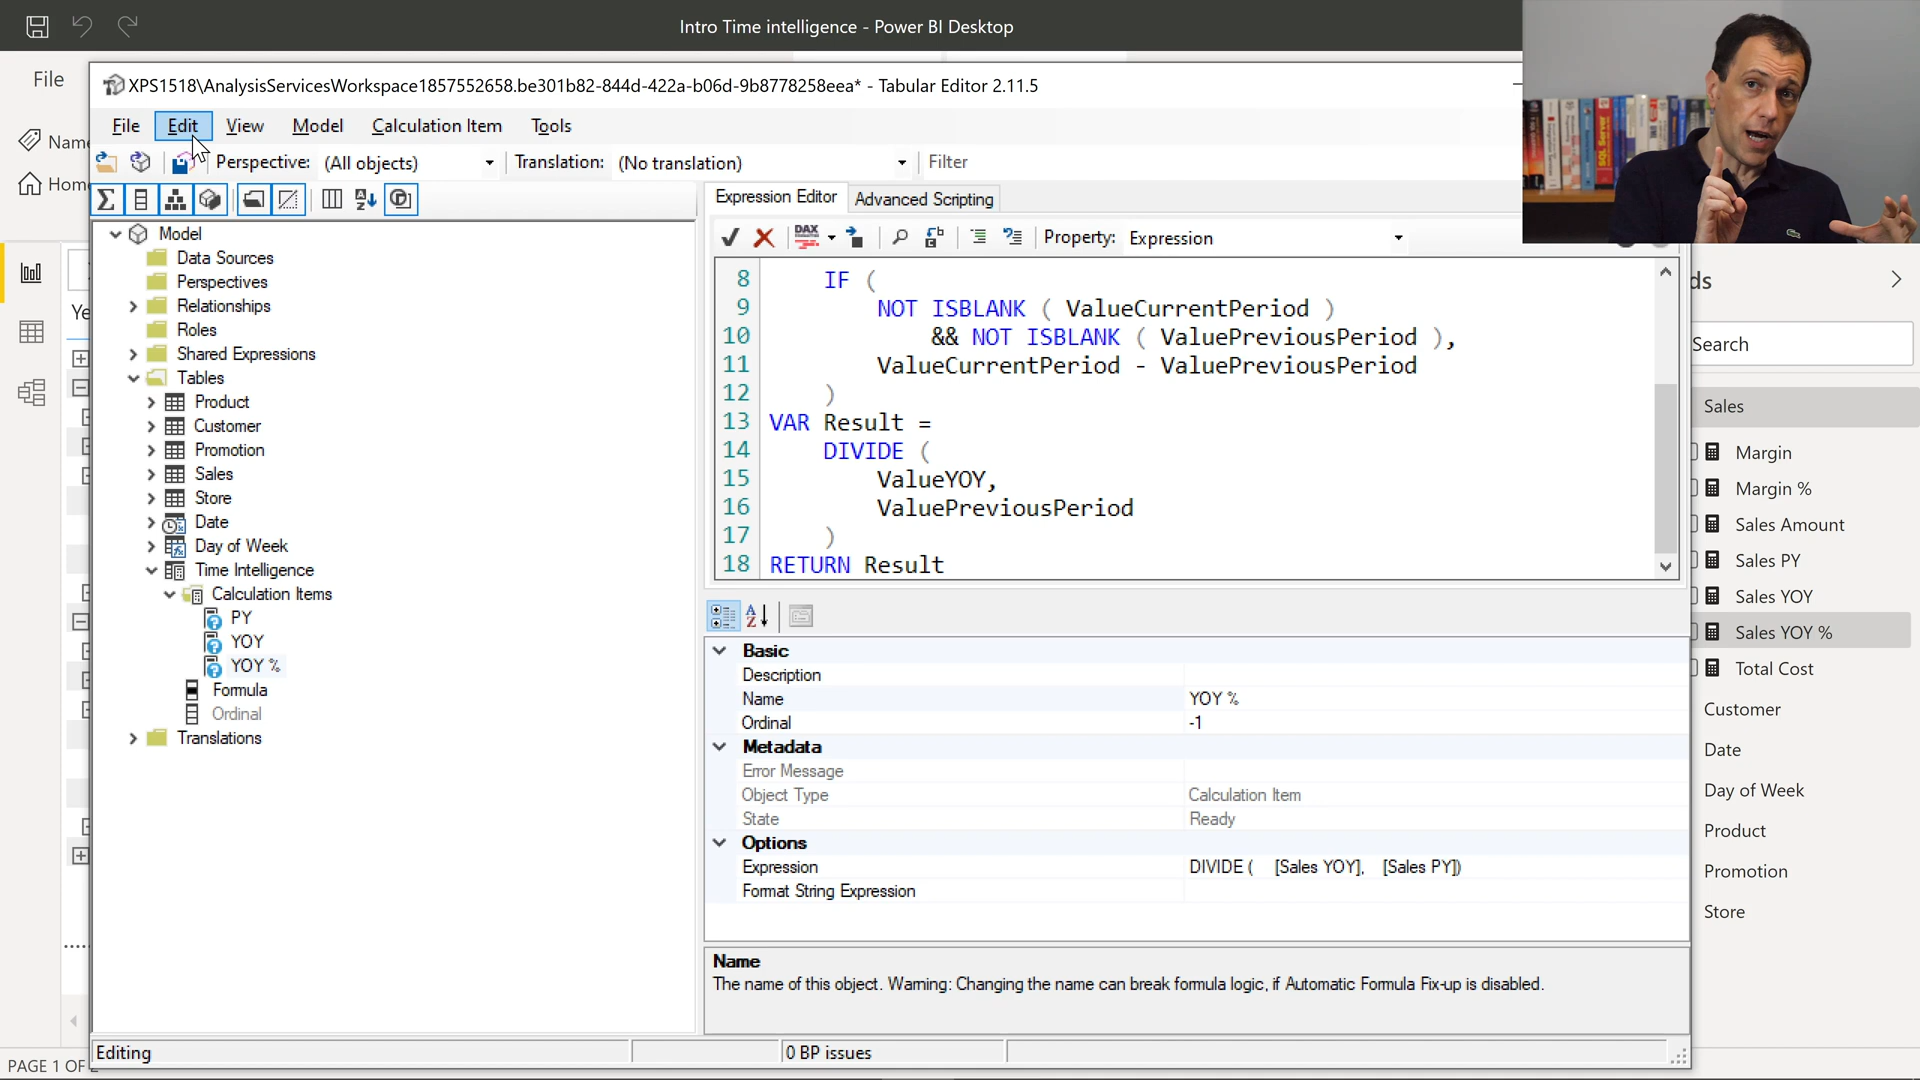 Intro Time intelligence - Power BI Desktop
File
Name
Home
XPS1518\AnalysisServicesWorkspace1857552658.be301b82-844d-422a-b06d-9b8778258eea* - Tabular Editor 2.11.5
File Edit View Model Calculation Item Tools
Perspective: (All objects) Translation: (No translation) Filter
Model
Data Sources
Perspectives
Relationships
Roles
Shared Expressions
Tables
Product
Customer
Promotion
Sales
Store
Date
Day of Week
Time Intelligence
Calculation Items
PY
YOY
YOY %
Formula
Ordinal
Translations
Expression Editor Advanced Scripting
DAX Property: Expression
8 IF (
9 NOT ISBLANK ( ValueCurrentPeriod )
10 && NOT ISBLANK ( ValuePreviousPeriod ),
11 ValueCurrentPeriod - ValuePreviousPeriod
12 )
13 VAR Result =
14 DIVIDE (
15 ValueYOY,
16 ValuePreviousPeriod
17 )
18 RETURN Result
Basic
Description
Name YOY %
Ordinal -1
Metadata
Error Message
Object Type Calculation Item
State Ready
Options
Expression DIVIDE ( [Sales YOY], [Sales PY])
Format String Expression
Name
The name of this object. Warning: Changing the name can break formula logic, if Automatic Formula Fix-up is disabled.
Editing 0 BP issues
Ye
ds
Search
Sales
Margin
Margin %
Sales Amount
Sales PY
Sales YOY
Sales YOY %
Total Cost
Customer
Date
Day of Week
Product
Promotion
Store
PAGE 1 OF 2